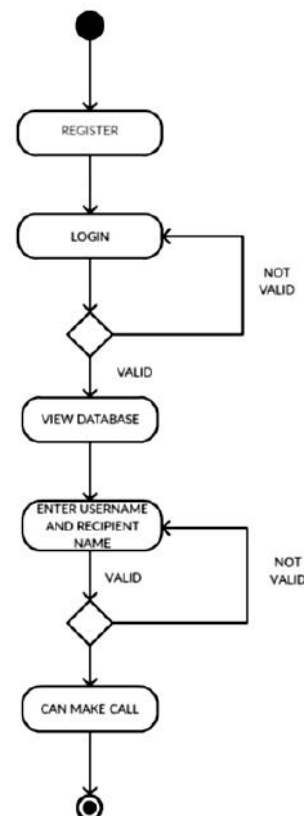 REGISTER
LOGIN
NOT
VALID
VALID
VIEW DATABASE
ENTER USERNAME
AND RECIPIENT
NAME
VALID
NOT
VALID
CAN MAKE CALL